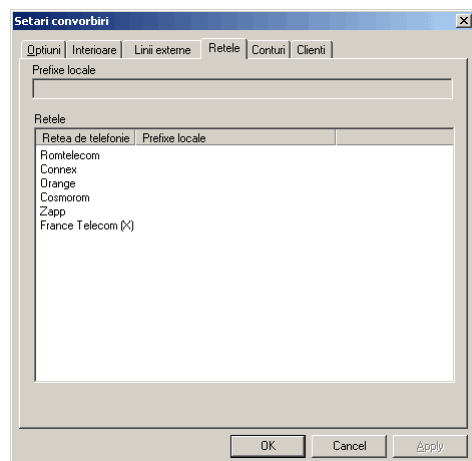 Setari convorbiri
Optiuni Interioare Linii externe Retele Conturi Clienti
Prefixe locale
Retele
Retea de telefonie Prefixe locale
Romtelecom
Connex
Orange
Cosmorom
Zapp
France Telecom (X)
OK Cancel Apply